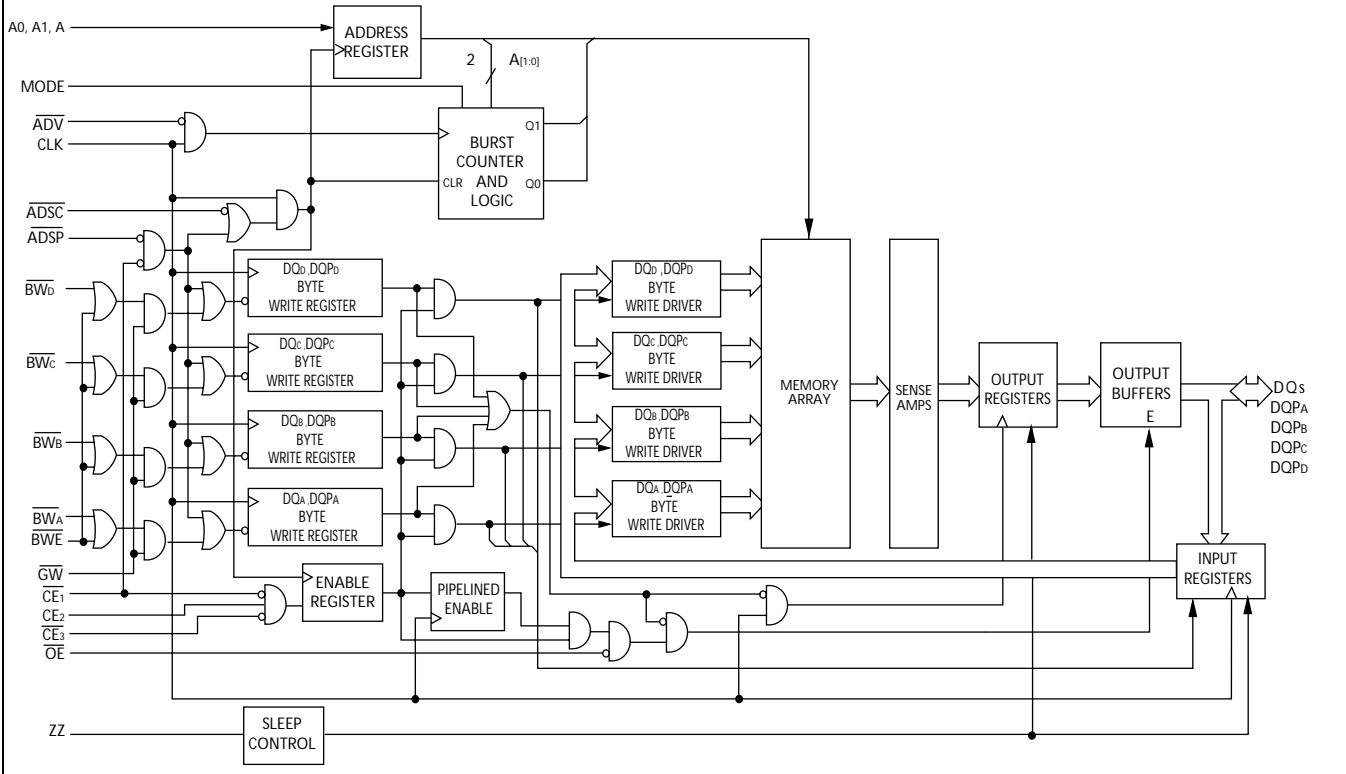 A0, A1, A
ADDRESS
REGISTER
2
A[1:0]
MODE
ADV
CLK
BURST
COUNTER
AND
LOGIC
Q1
CLR
Q0
ADSC
ADSP
BWD
DQD,DQPD
BYTE
WRITE REGISTER
DQD,DQPD
BYTE
WRITE DRIVER
BWC
DQC,DQPC
BYTE
WRITE REGISTER
DQC,DQPC
BYTE
WRITE DRIVER
MEMORY
ARRAY
SENSE
AMPS
OUTPUT
REGISTERS
OUTPUT
BUFFERS
E
DQs
DQPA
DQPB
DQPC
DQPD
BWB
DQB,DQPB
BYTE
WRITE REGISTER
DQB,DQPB
BYTE
WRITE DRIVER
BWA
BWE
DQA,DQPA
BYTE
WRITE REGISTER
DQA,DQPA
BYTE
WRITE DRIVER
GW
CE1
CE2
CE3
OE
ENABLE
REGISTER
PIPELINED
ENABLE
INPUT
REGISTERS
ZZ
SLEEP
CONTROL